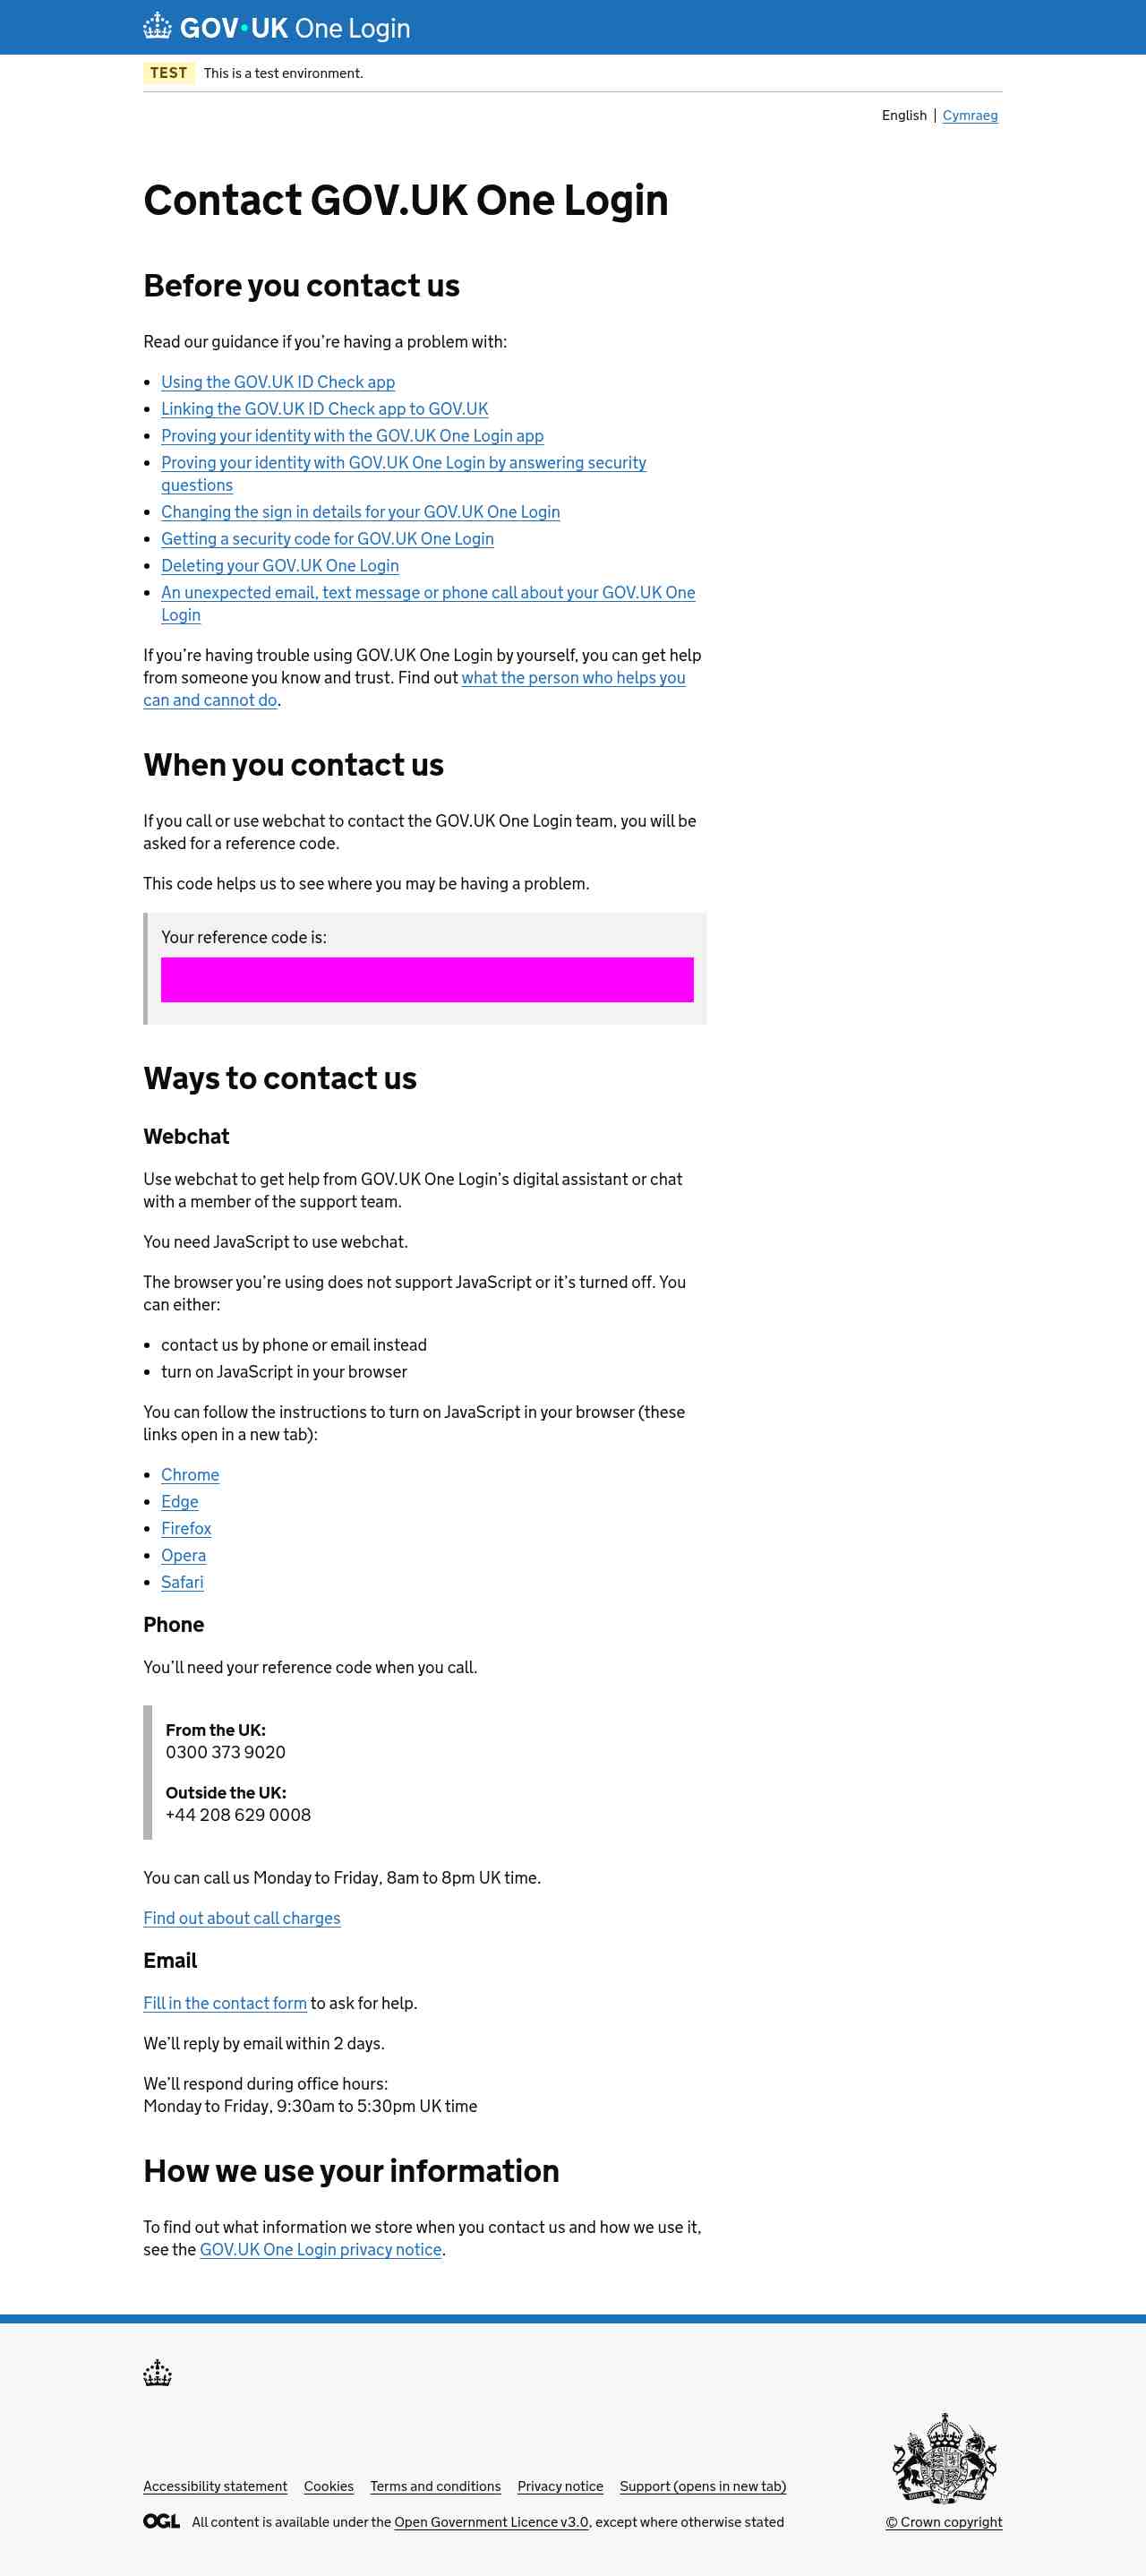 GOV.UK One Login
TEST This is a test environment.
English | Cymraeg
Contact GOV.UK One Login
Before you contact us
Read our guidance if you’re having a problem with:
• Using the GOV.UK ID Check app
• Linking the GOV.UK ID Check app to GOV.UK
• Proving your identity with the GOV.UK One Login app
• Proving your identity with GOV.UK One Login by answering security
questions
• Changing the sign in details for your GOV.UK One Login
• Getting a security code for GOV.UK One Login
• Deleting your GOV.UK One Login
• An unexpected email, text message or phone call about your GOV.UK One
Login
If you’re having trouble using GOV.UK One Login by yourself, you can get help
from someone you know and trust. Find out what the person who helps you
can and cannot do.
When you contact us
If you call or use webchat to contact the GOV.UK One Login team, you will be
asked for a reference code.
This code helps us to see where you may be having a problem.
Your reference code is:
Ways to contact us
Webchat
Use webchat to get help from GOV.UK One Login’s digital assistant or chat
with a member of the support team.
You need JavaScript to use webchat.
The browser you’re using does not support JavaScript or it’s turned off. You
can either:
• contact us by phone or email instead
• turn on JavaScript in your browser
You can follow the instructions to turn on JavaScript in your browser (these
links open in a new tab):
• Chrome
• Edge
• Firefox
• Opera
• Safari
Phone
You’ll need your reference code when you call.
From the UK:
0300 373 9020
Outside the UK:
+44 208 629 0008
You can call us Monday to Friday, 8am to 8pm UK time.
Find out about call charges
Email
Fill in the contact form to ask for help.
We’ll reply by email within 2 days.
We’ll respond during office hours:
Monday to Friday, 9:30am to 5:30pm UK time
How we use your information
To find out what information we store when you contact us and how we use it,
see the GOV.UK One Login privacy notice.
Accessibility statement Cookies Terms and conditions Privacy notice Support (opens in new tab)
OGL All content is available under the Open Government Licence v3.0, except where otherwise stated
© Crown copyright